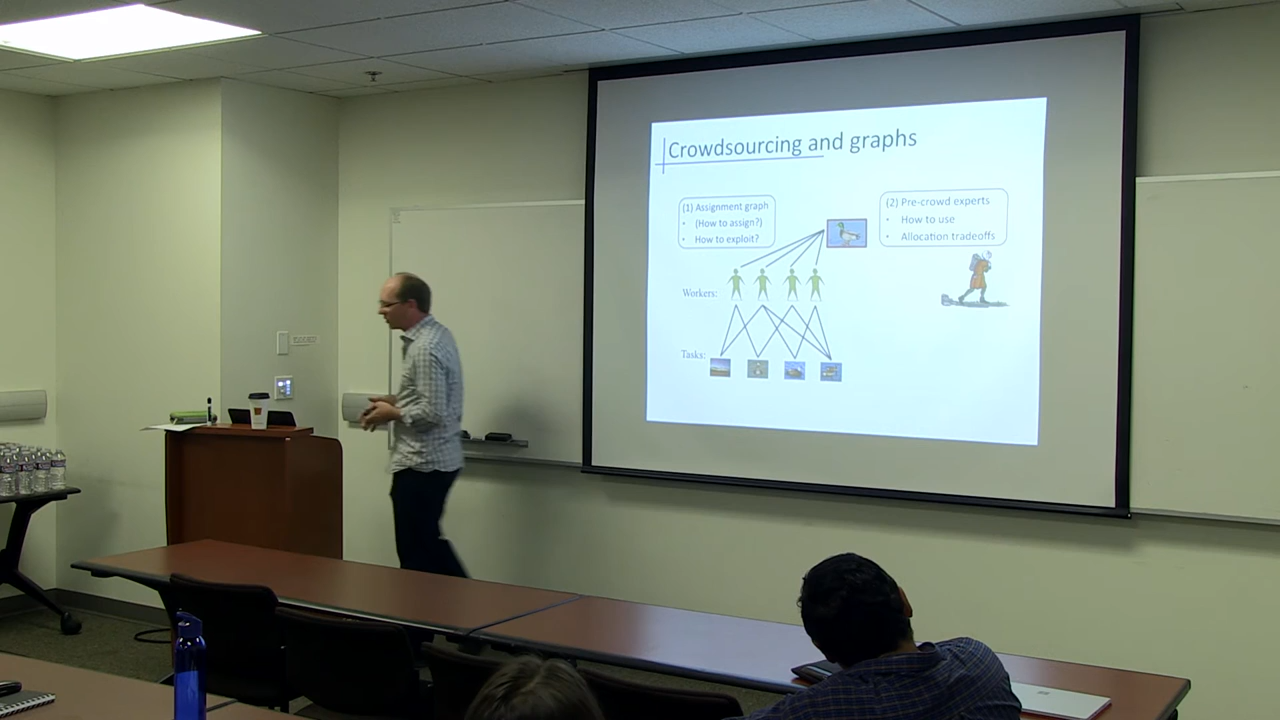 Crowdsourcing and graphs
(1) Assignment graph
• (How to assign?)
• How to exploit?
(2) Pre-crowd experts
• How to use
• Allocation tradeoffs
Workers:
Tasks: